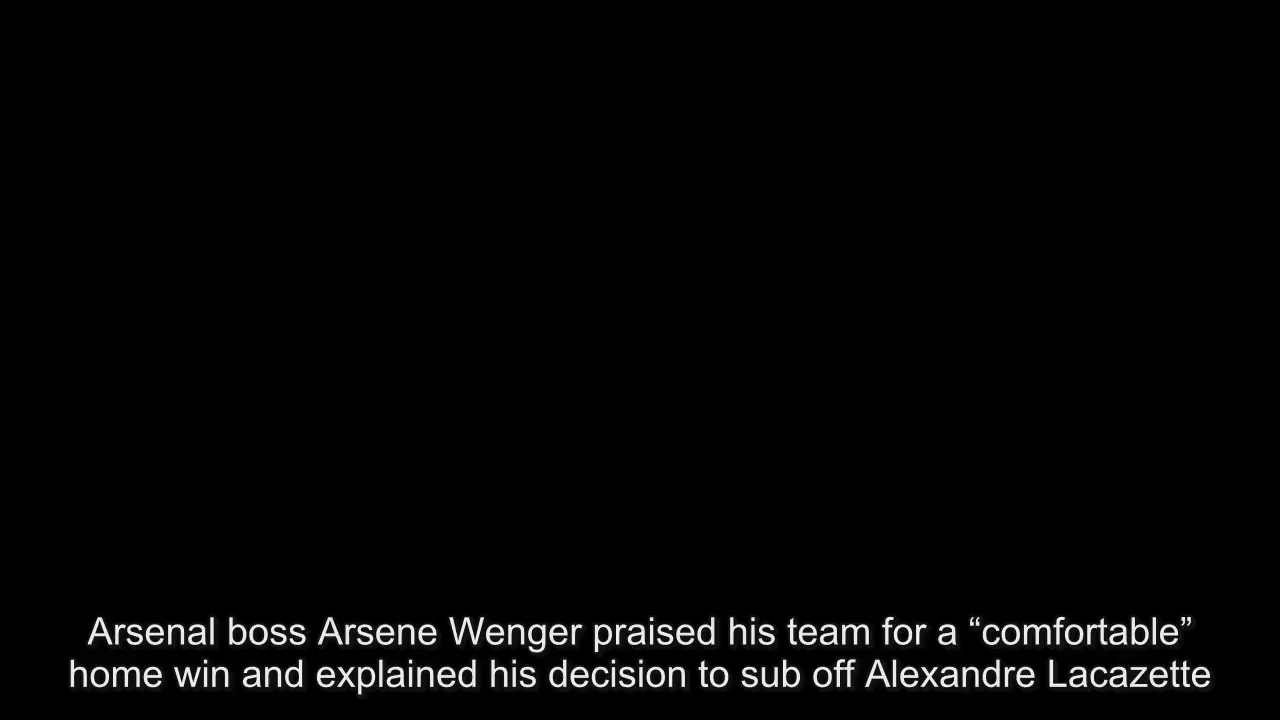 Arsenal boss Arsene Wenger praised his team for a “comfortable”
home win and explained his decision to sub off Alexandre Lacazette